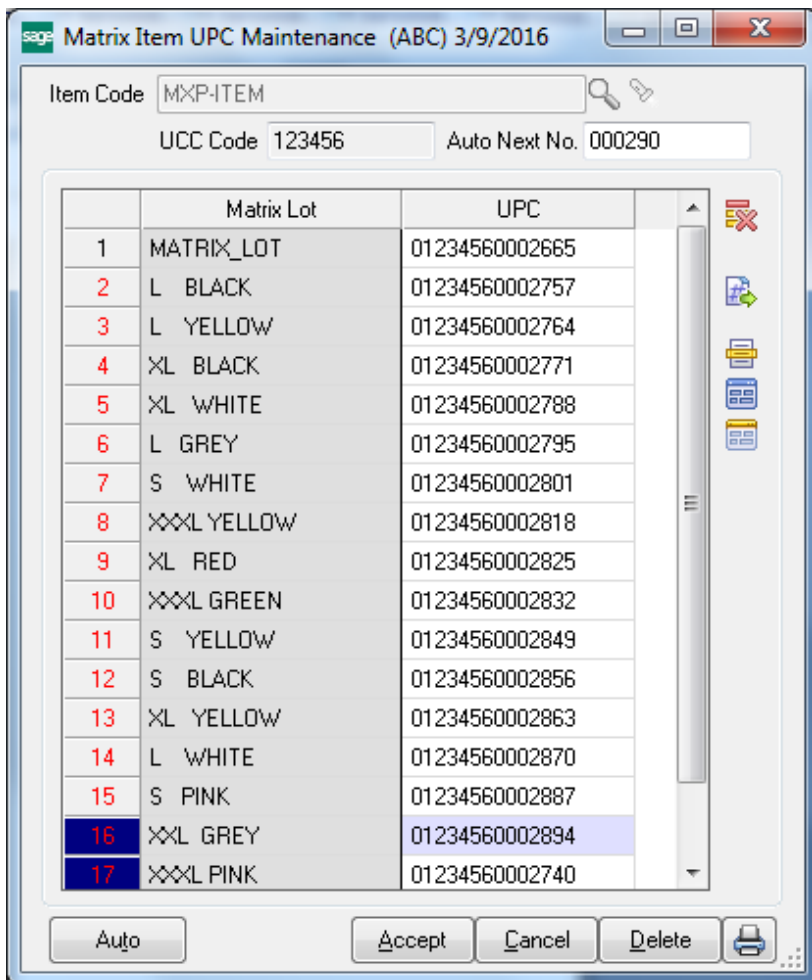 sage Matrix Item UPC Maintenance (ABC) 3/9/2016
Item Code MXP-ITEM
UCC Code 123456 Auto Next No. 000290
Matrix Lot UPC
1 MATRIX_LOT 01234560002665
2 L BLACK 01234560002757
3 L YELLOW 01234560002764
4 XL BLACK 01234560002771
5 XL WHITE 01234560002788
6 L GREY 01234560002795
7 S WHITE 01234560002801
8 XXXL YELLOW 01234560002818
9 XL RED 01234560002825
10 XXXL GREEN 01234560002832
11 S YELLOW 01234560002849
12 S BLACK 01234560002856
13 XL YELLOW 01234560002863
14 L WHITE 01234560002870
15 S PINK 01234560002887
16 XXL GREY 01234560002894
17 XXXL PINK 01234560002740
Auto Accept Cancel Delete